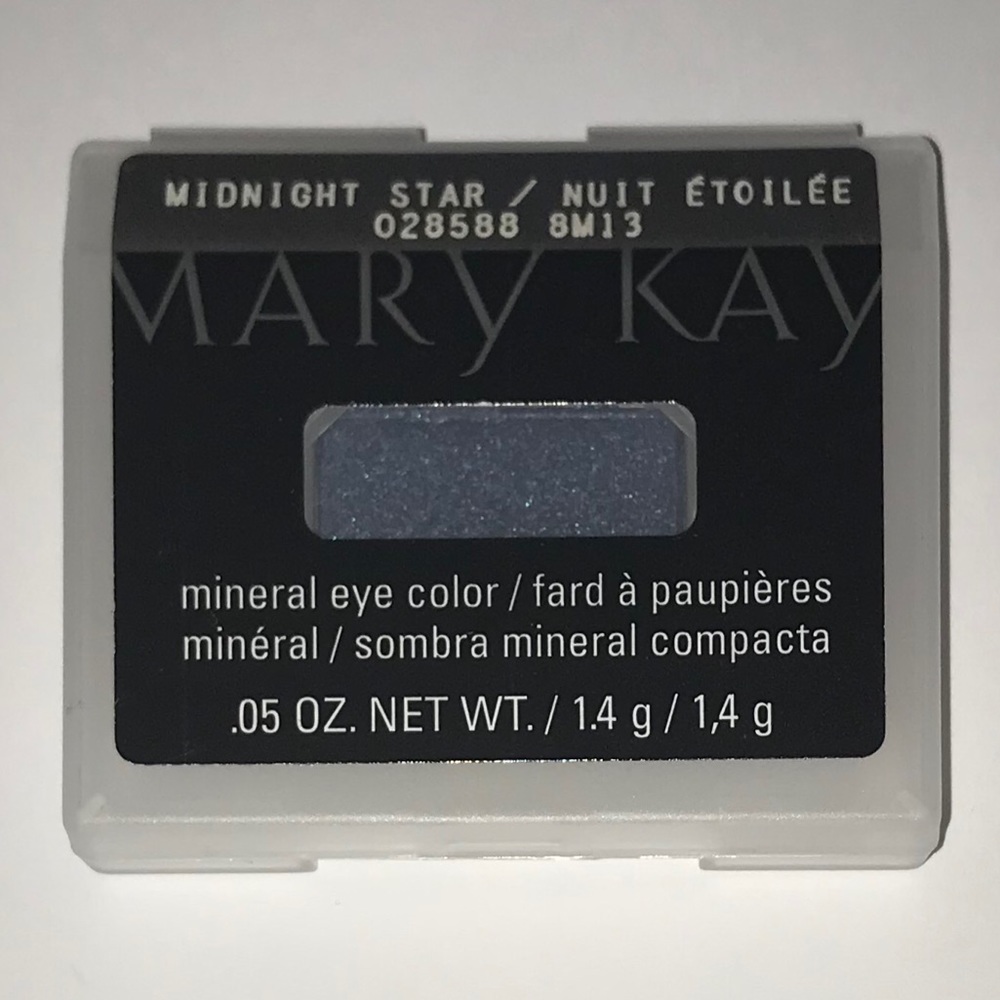 MIDNIGHT STAR / NUIT ÉTOILÉE
028588 8M13
MARY KAY
mineral eye color / fard à paupières
minéral / sombra mineral compacta
.05 OZ. NET WT. / 1.4 g / 1,4 g